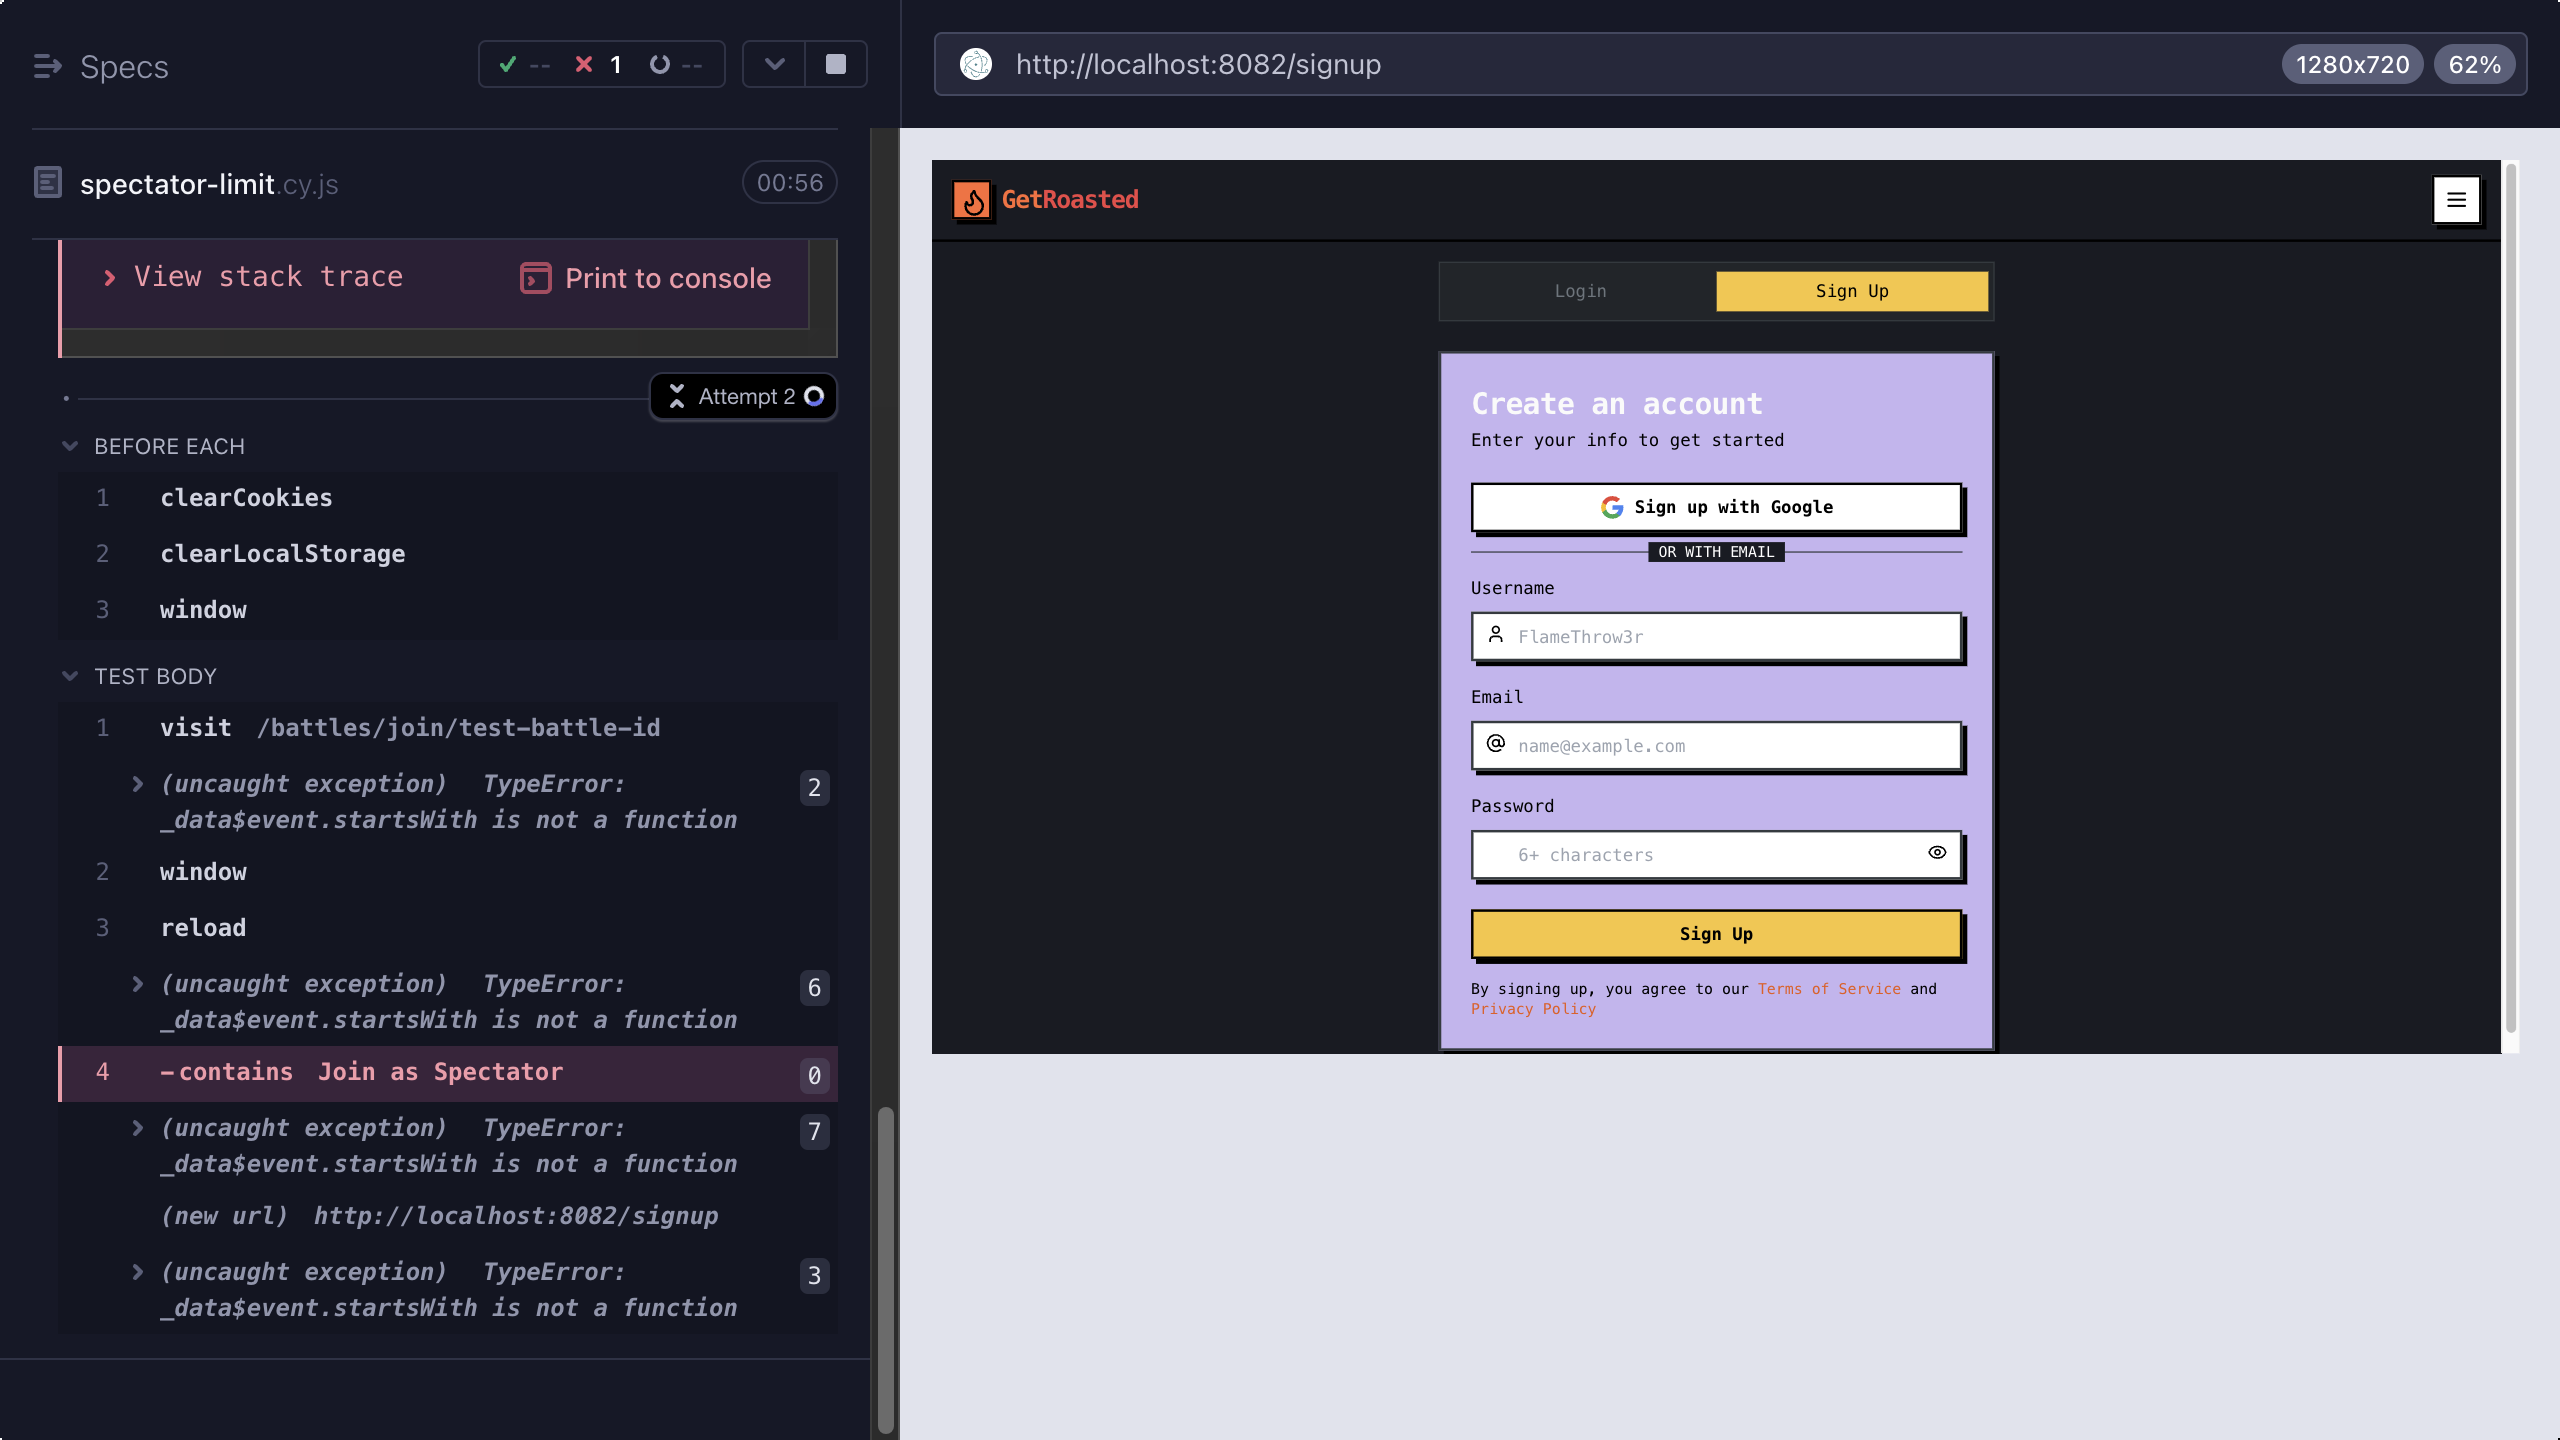 Specs
-- 1 --
spectator-limit.cy.js
00:56
View stack trace
Print to console
Attempt 2
BEFORE EACH
1 clearCookies
2 clearLocalStorage
3 window
TEST BODY
1 visit /battles/join/test-battle-id
(uncaught exception) TypeError: 2
_data$event.startsWith is not a function
2 window
3 reload
(uncaught exception) TypeError: 6
_data$event.startsWith is not a function
4 -contains Join as Spectator 0
(uncaught exception) TypeError: 7
_data$event.startsWith is not a function
(new url) http://localhost:8082/signup
(uncaught exception) TypeError: 3
_data$event.startsWith is not a function
http://localhost:8082/signup
1280x720
62%
GetRoasted
Login
Sign Up
Create an account
Enter your info to get started
Sign up with Google
OR WITH EMAIL
Username
FlameThrow3r
Email
name@example.com
Password
6+ characters
Sign Up
By signing up, you agree to our Terms of Service and
Privacy Policy